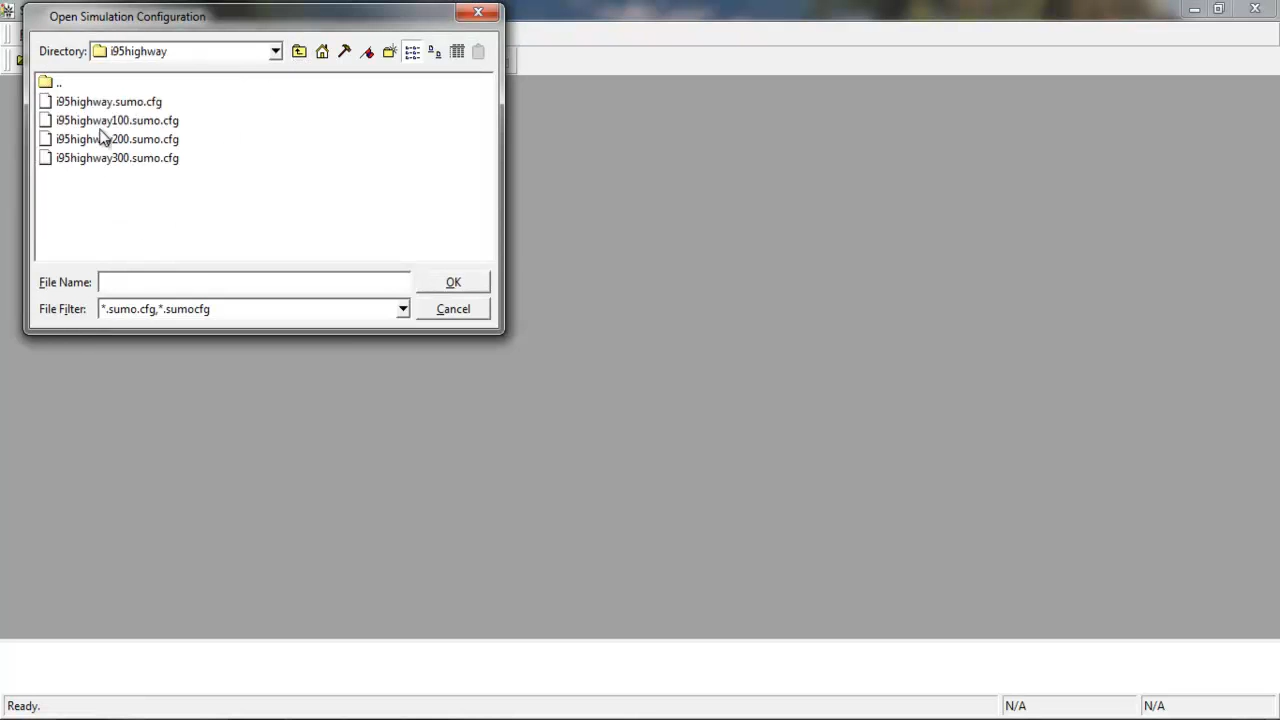 Open Simulation Configuration
Directory: i95highway
..
i95highway.sumo.cfg
i95highway100.sumo.cfg
i95highway200.sumo.cfg
i95highway300.sumo.cfg
File Name: OK
File Filter: *.sumo.cfg,*.sumocfg Cancel
Ready. N/A N/A